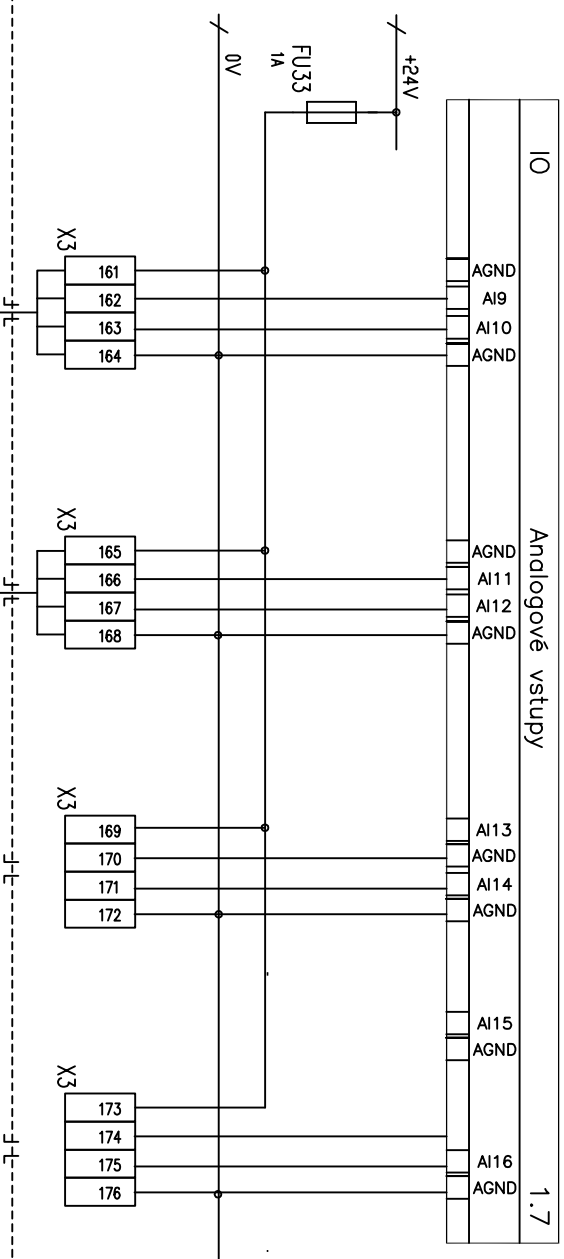 IO Analogové vstupy 1.7
+24V
FU33
1A
0V
AGND
AI9
AI10
AGND
AGND
AI11
AI12
AGND
AI13
AGND
AI14
AGND
AI15
AGND
AI16
AGND
X3
161
162
163
164
X3
165
166
167
168
X3
169
170
171
172
X3
173
174
175
176